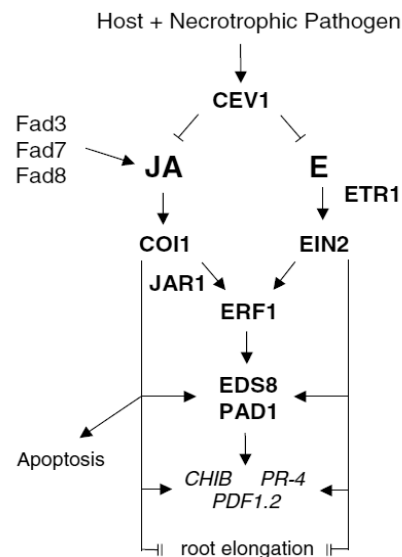 Host + Necrotrophic Pathogen
CEV1
Fad3
Fad7
Fad8
JA
E
ETR1
COI1
EIN2
JAR1
ERF1
EDS8
PAD1
Apoptosis
CHIB PR-4
PDF1.2
root elongation